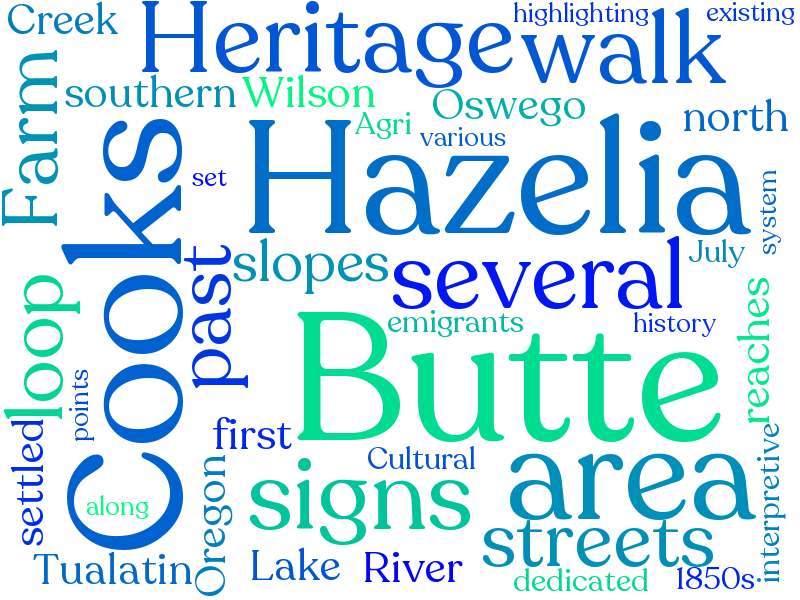 Creek
Heritage
highlighting
existing
walk
Farm
southern
Wilson
Oswego
Agri
north
various
Cooks
Hazelia
set
system
past
slopes
several
July
loop
emigrants
history
reaches
Butte
points
settled
first
Cultural
area
signs
interpretive
along
Oregon
streets
Tualatin
Lake
River
dedicated
1850s